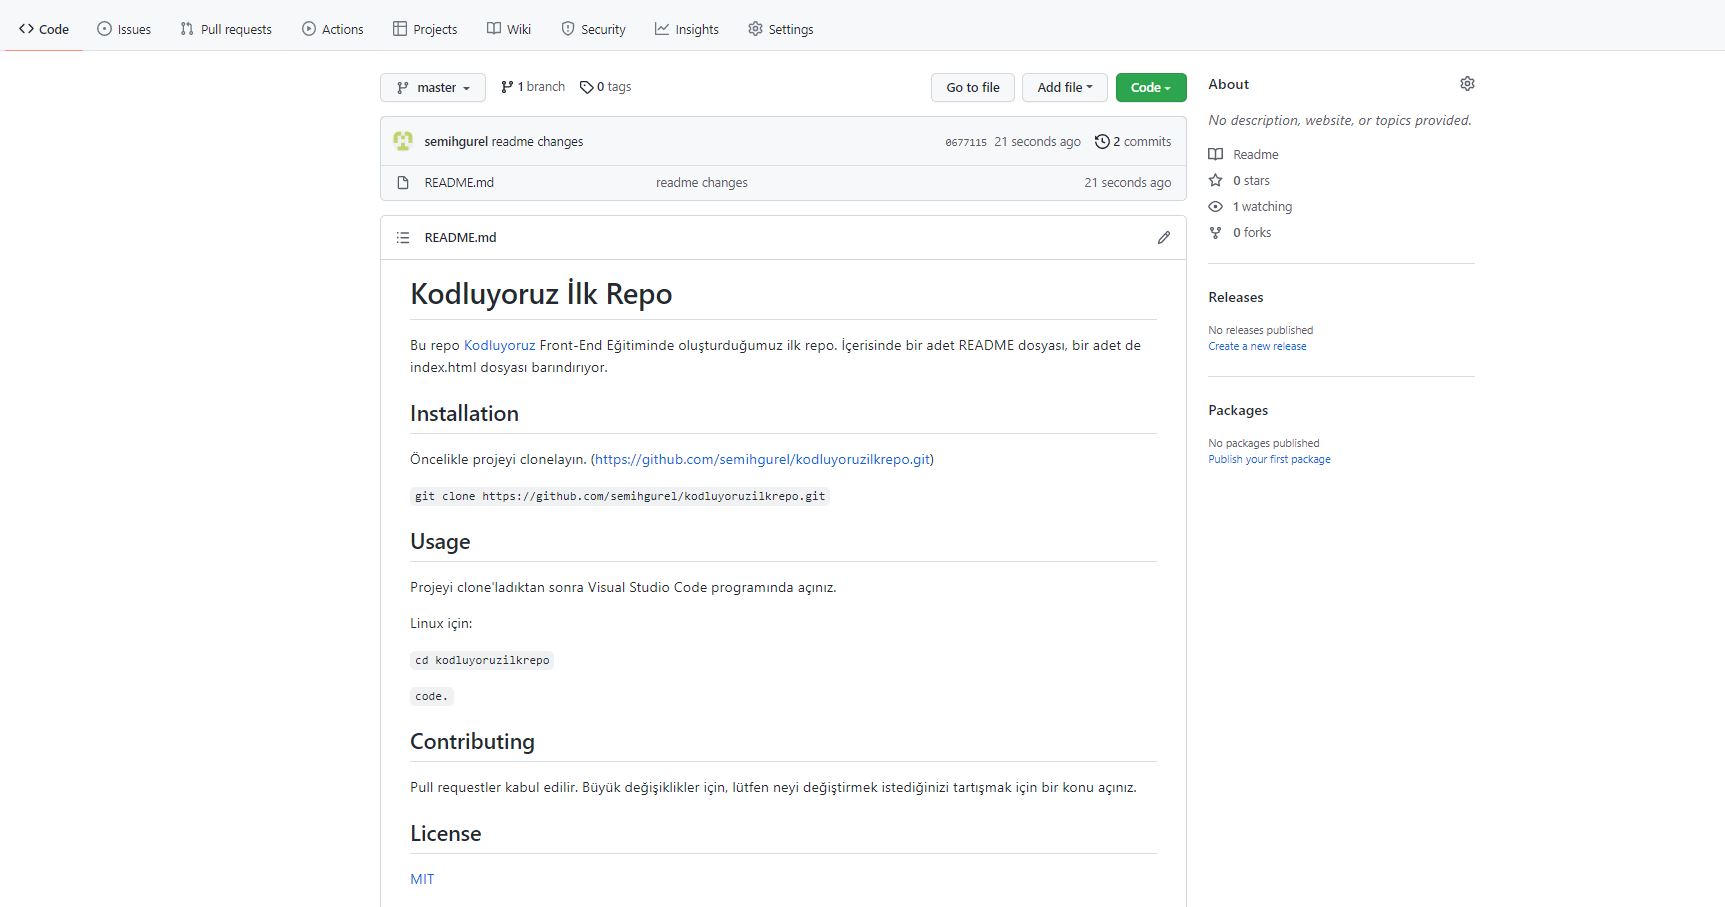 Code Issues Pull requests Actions Projects Wiki Security Insights Settings
master 1 branch 0 tags Go to file Add file Code
semihgurel readme changes 0677115 21 seconds ago 2 commits
README.md readme changes 21 seconds ago
README.md
Kodluyoruz İlk Repo
Bu repo Kodluyoruz Front-End Eğitiminde oluşturduğumuz ilk repo. İçerisinde bir adet README dosyası, bir adet de
index.html dosyası barındırıyor.
Installation
Öncelikle projeyi clonelayın. (https://github.com/semihgurel/kodluyoruzilkrepo.git)
git clone https://github.com/semihgurel/kodluyoruzilkrepo.git
Usage
Projeyi clone'ladıktan sonra Visual Studio Code programında açınız.
Linux için:
cd kodluyoruzilkrepo
code.
Contributing
Pull requestler kabul edilir. Büyük değişiklikler için, lütfen neyi değiştirmek istediğinizi tartışmak için bir konu açınız.
License
MIT
About
No description, website, or topics provided.
Readme
0 stars
1 watching
0 forks
Releases
No releases published
Create a new release
Packages
No packages published
Publish your first package